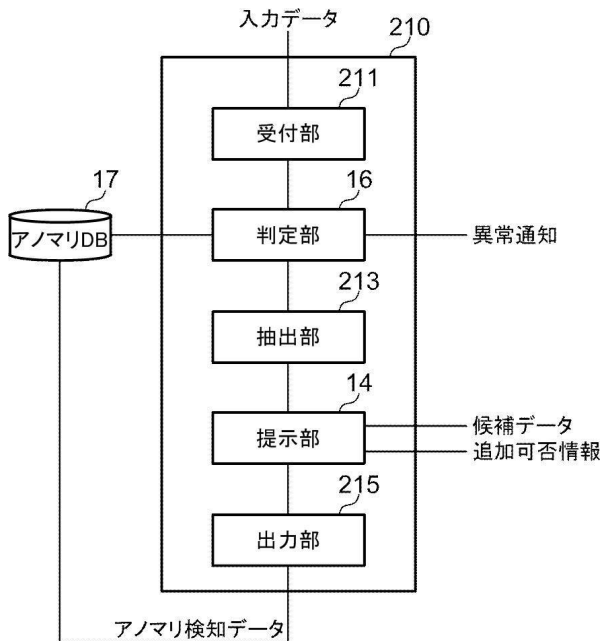 入力データ
210
211
受付部
17
16
アノマリDB
判定部
異常通知
213
抽出部
14
提示部
候補データ
追加可否情報
215
出力部
アノマリ検知データ